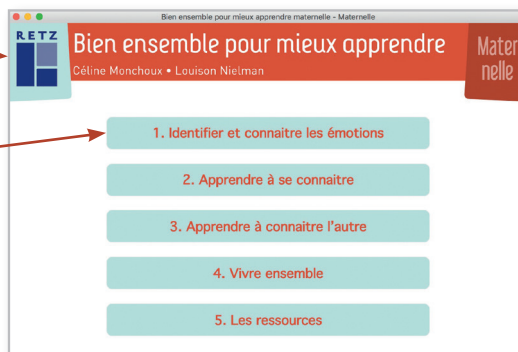 Bien ensemble pour mieux apprendre maternelle - Maternelle
RETZ
Bien ensemble pour mieux apprendre
Céline Monchoux • Louison Nielman
Mater
nelle
1. Identifier et connaitre les émotions
2. Apprendre à se connaitre
3. Apprendre à connaitre l'autre
4. Vivre ensemble
5. Les ressources